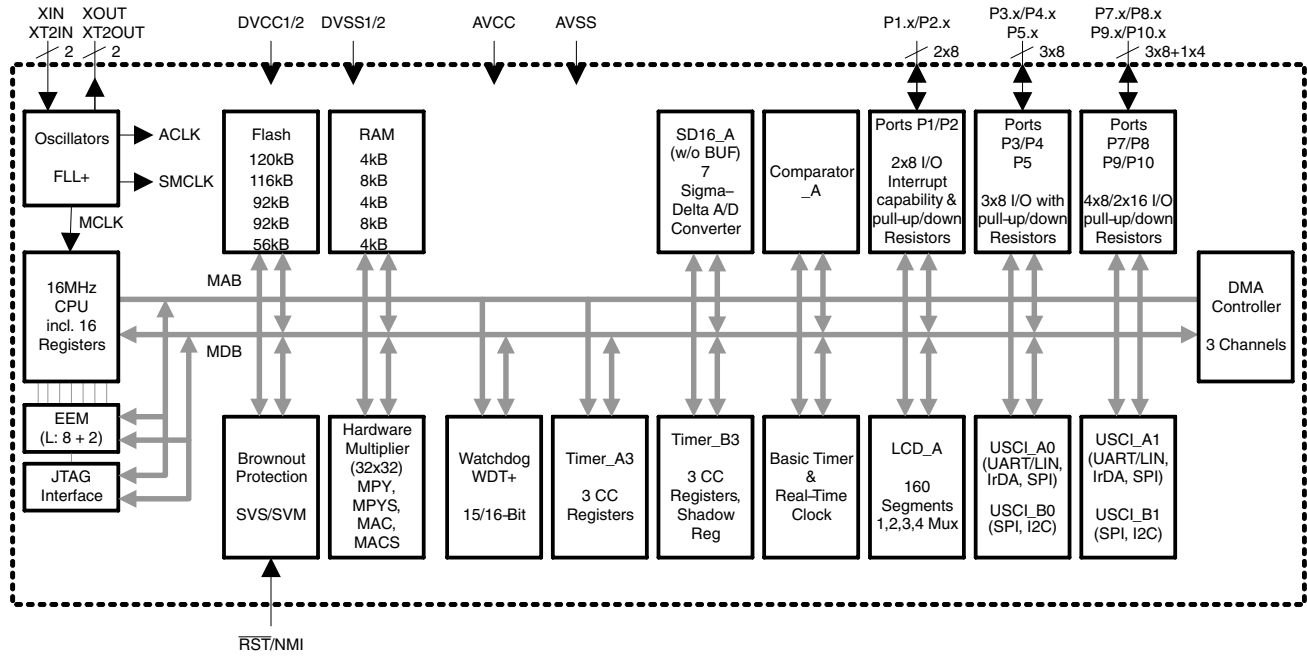 XIN
XT2IN
2
XOUT
XT2OUT
2
DVCC1/2
DVSS1/2
AVCC
AVSS
P1.x/P2.x
2x8
P3.x/P4.x
P5.x
3x8
P7.x/P8.x
P9.x/P10.x
3x8+1x4
Oscillators
FLL+
ACLK
SMCLK
MCLK
Flash
120kB
116kB
92kB
92kB
56kB
RAM
4kB
8kB
4kB
8kB
4kB
SD16_A
(w/o BUF)
7
Sigma–
Delta A/D
Converter
Comparator
_A
Ports P1/P2
2x8 I/O
Interrupt
capability &
pull-up/down
Resistors
Ports
P3/P4
P5
3x8 I/O with
pull-up/down
Resistors
Ports
P7/P8
P9/P10
4x8/2x16 I/O
pull-up/down
Resistors
16MHz
CPU
incl. 16
Registers
MAB
MDB
DMA
Controller
3 Channels
EEM
(L: 8 + 2)
JTAG
Interface
Brownout
Protection
SVS/SVM
Hardware
Multiplier
(32x32)
MPY,
MPYS,
MAC,
MACS
Watchdog
WDT+
15/16-Bit
Timer_A3
3 CC
Registers
Timer_B3
3 CC
Registers,
Shadow
Reg
Basic Timer
&
Real-Time
Clock
LCD_A
160
Segments
1,2,3,4 Mux
USCI_A0
(UART/LIN,
IrDA, SPI)
USCI_B0
(SPI, I2C)
USCI_A1
(UART/LIN,
IrDA, SPI)
USCI_B1
(SPI, I2C)
RST/NMI